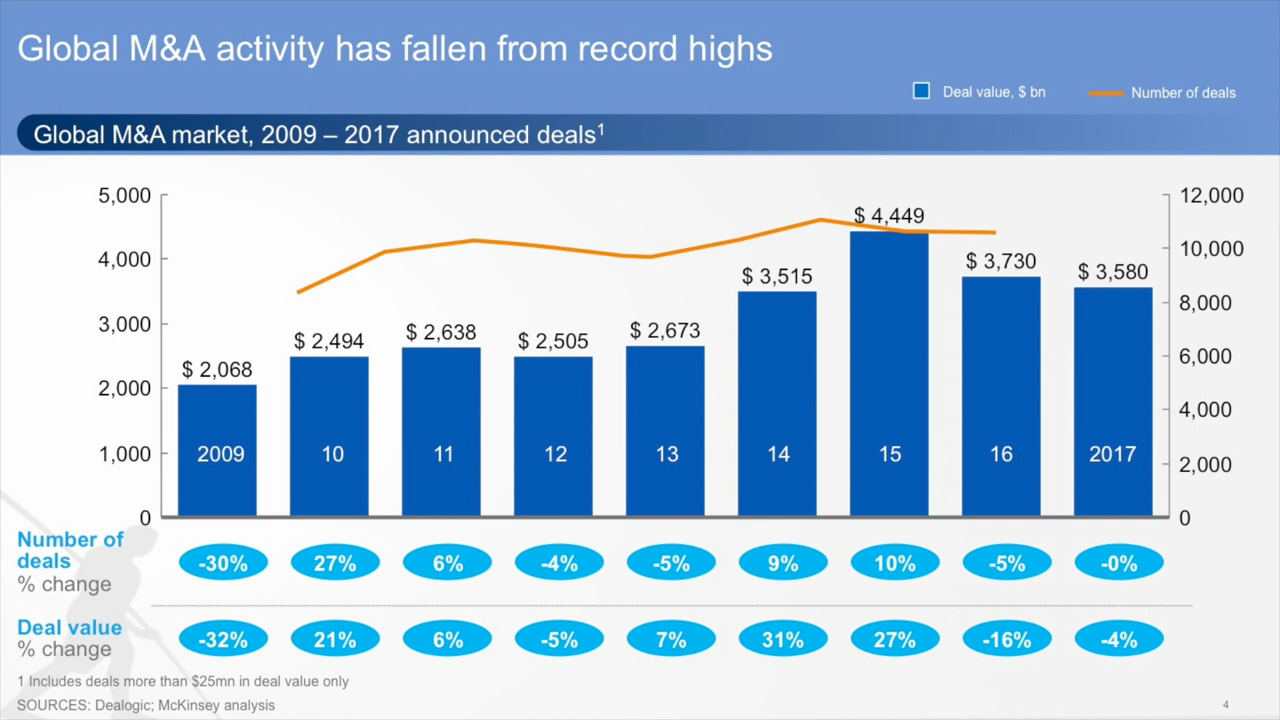 Global M&A activity has fallen from record highs
Deal value, $ bn
Number of deals
Global M&A market, 2009 – 2017 announced deals1
5,000
4,000
3,000
2,000
1,000
0
$ 2,068
$ 2,494
$ 2,638
$ 2,505
$ 2,673
$ 3,515
$ 4,449
$ 3,730
$ 3,580
2009
10
11
12
13
14
15
16
2017
12,000
10,000
8,000
6,000
4,000
2,000
0
Number of
deals
% change
-30% 27% 6% -4% -5% 9% 10% -5% -0%
Deal value
% change
-32% 21% 6% -5% 7% 31% 27% -16% -4%
1 Includes deals more than $25mn in deal value only
SOURCES: Dealogic; McKinsey analysis
4